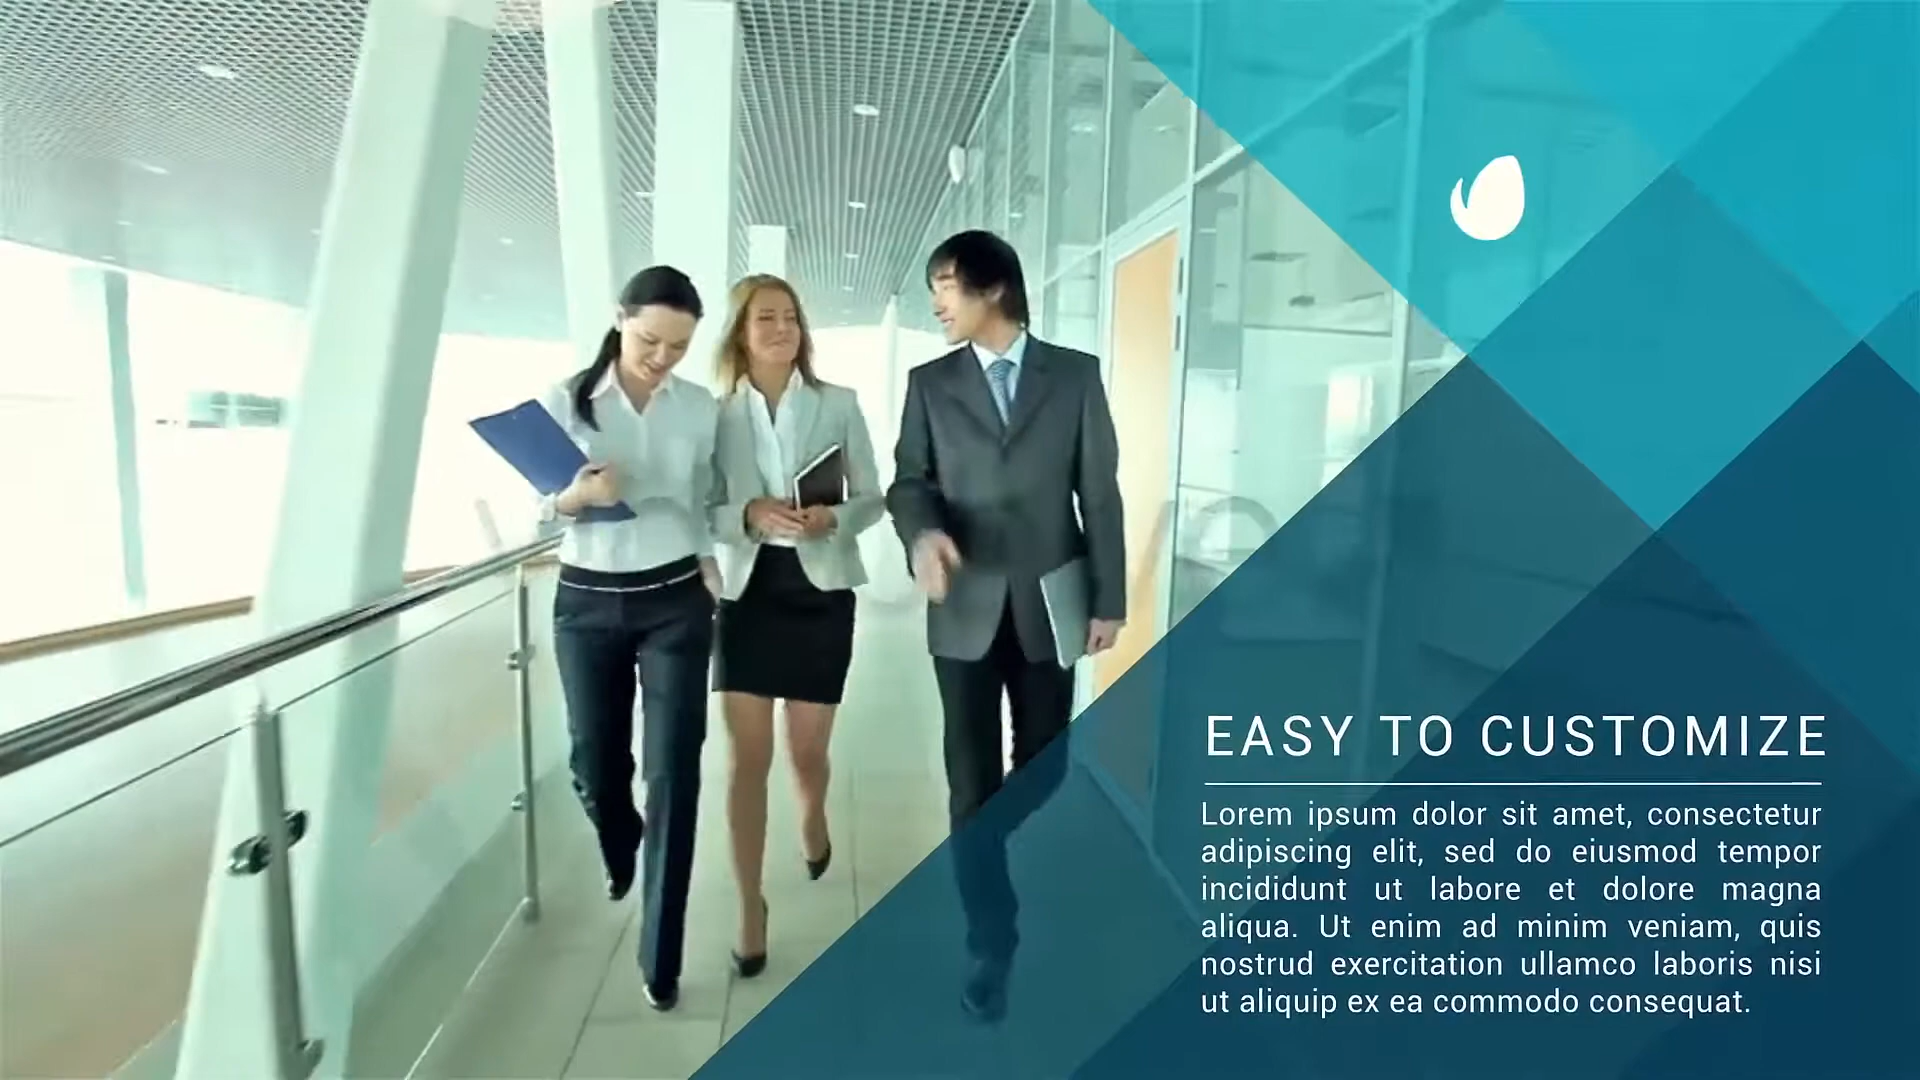 EASY TO CUSTOMIZE
Lorem ipsum dolor sit amet, consectetur
adipiscing elit, sed do eiusmod tempor
incididunt ut labore et dolore magna
aliqua. Ut enim ad minim veniam, quis
nostrud exercitation ullamco laboris nisi
ut aliquip ex ea commodo consequat.